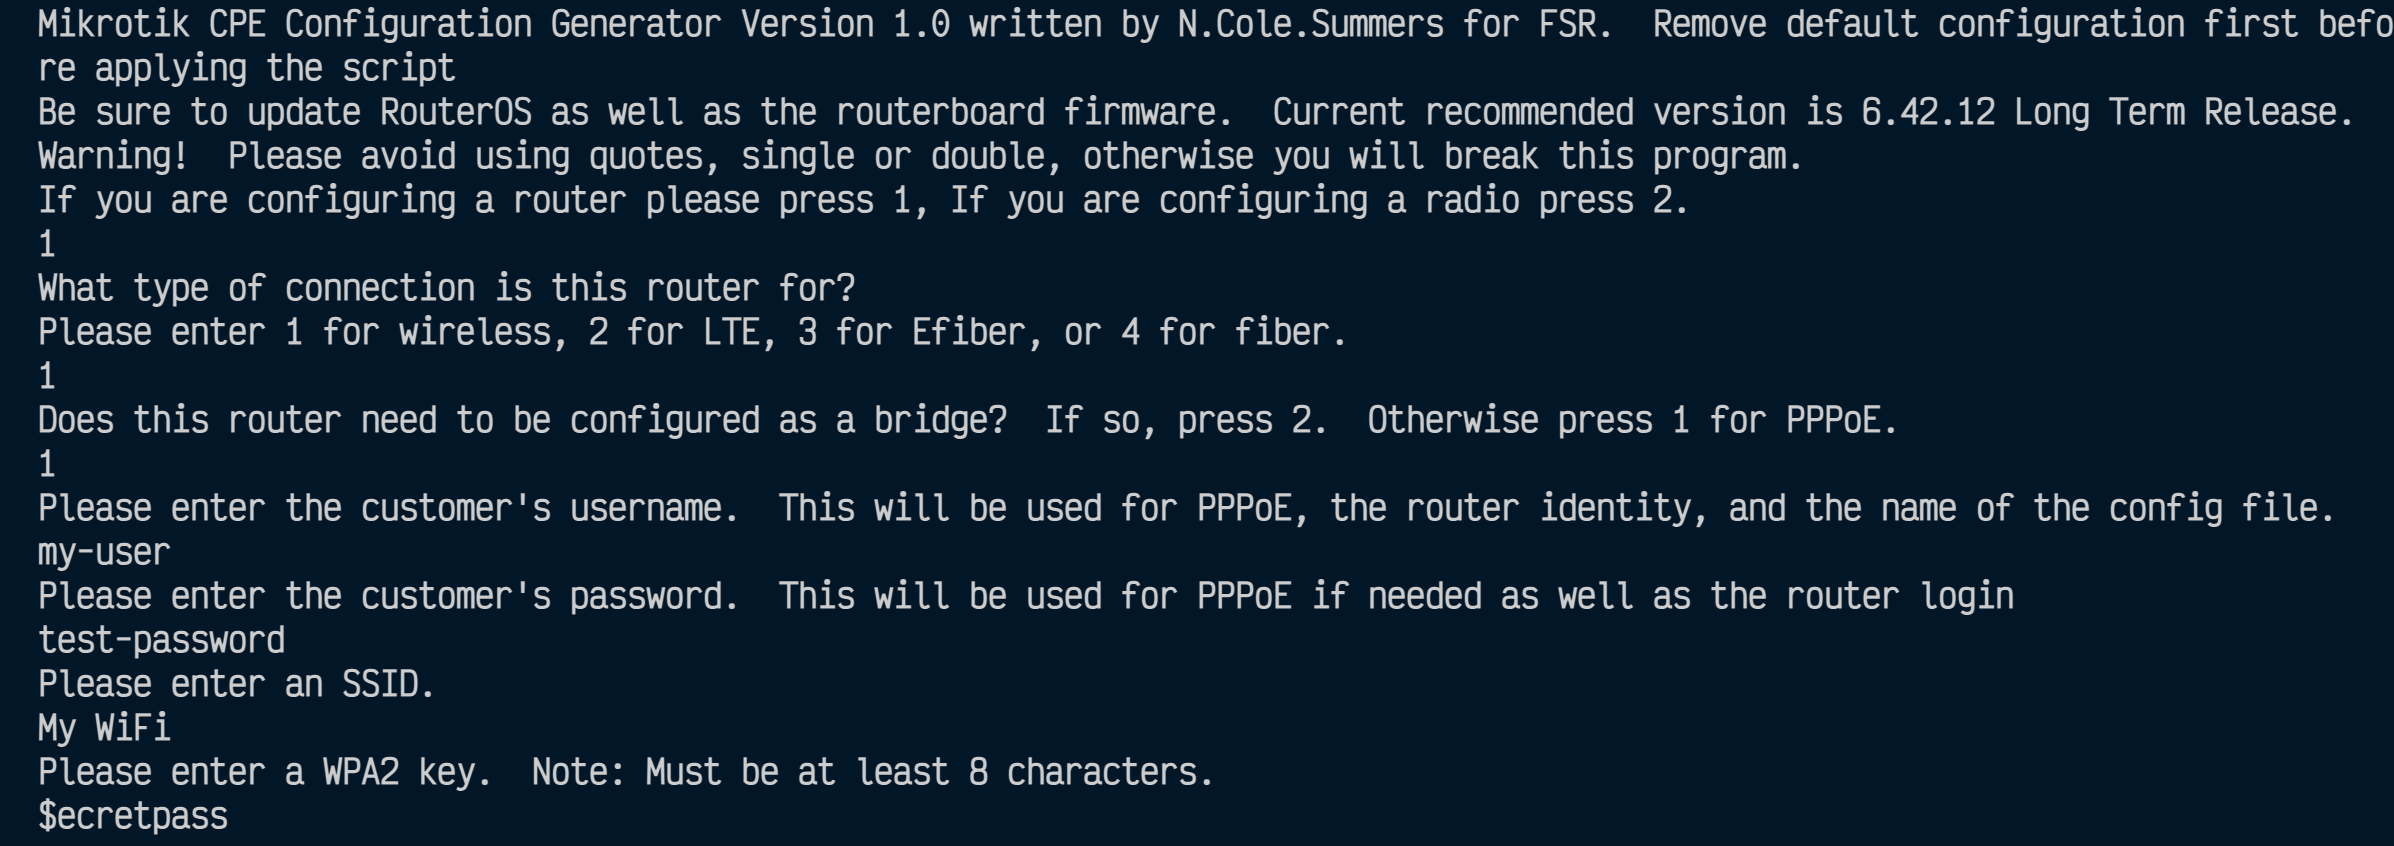 Mikrotik CPE Configuration Generator Version 1.0 written by N.Cole.Summers for FSR.  Remove default configuration first befo
re applying the script
Be sure to update RouterOS as well as the routerboard firmware.  Current recommended version is 6.42.12 Long Term Release.
Warning!  Please avoid using quotes, single or double, otherwise you will break this program.
If you are configuring a router please press 1, If you are configuring a radio press 2.
1
What type of connection is this router for?
Please enter 1 for wireless, 2 for LTE, 3 for Efiber, or 4 for fiber.
1
Does this router need to be configured as a bridge?  If so, press 2.  Otherwise press 1 for PPPoE.
1
Please enter the customer's username.  This will be used for PPPoE, the router identity, and the name of the config file.
my-user
Please enter the customer's password.  This will be used for PPPoE if needed as well as the router login
test-password
Please enter an SSID.
My WiFi
Please enter a WPA2 key.  Note: Must be at least 8 characters.
$ecretpass